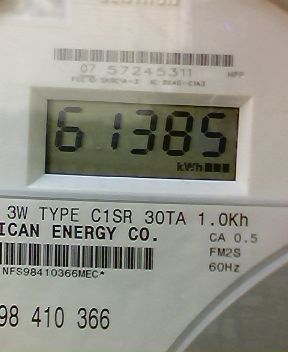 07 57245311 HPP
61385
kWh
3W TYPE C1SR 30TA 1.0Kh
ICAN ENERGY CO.
CA 0.5
FM2S
NFS98410366MEC*
60Hz
98 410 366